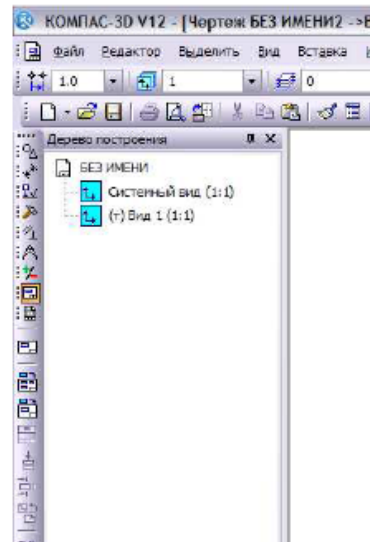 КОМПАС-3D V12 - [Чертеж БЕЗ ИМЕНИ2 ->
Файл Редактор Выделить Вид Вставка
1.0 1 0
Дерево построения
БЕЗ ИМЕНИ
Системный вид (1:1)
(т) Вид 1 (1:1)